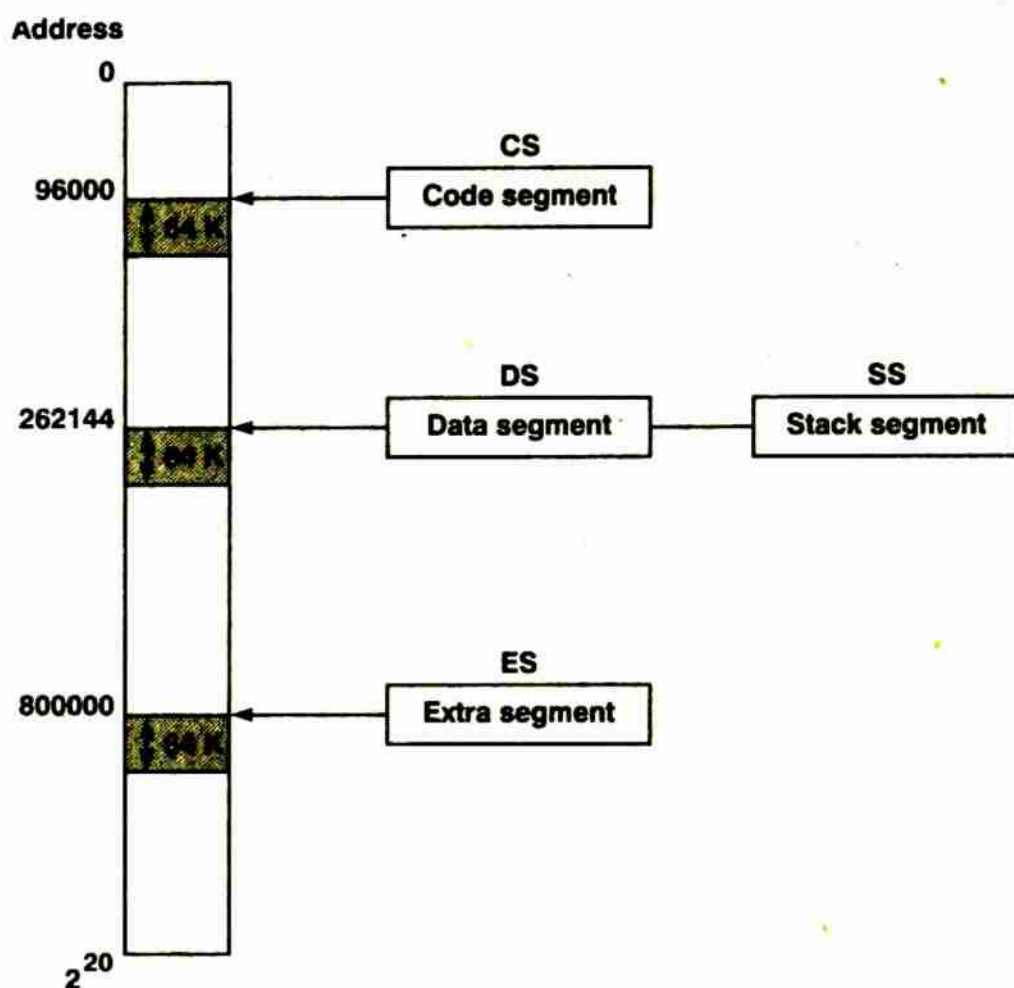 Address
0
CS
96000
Code segment
64 K
DS
SS
262144
Data segment
Stack segment
64 K
ES
800000
Extra segment
64 K
2^20